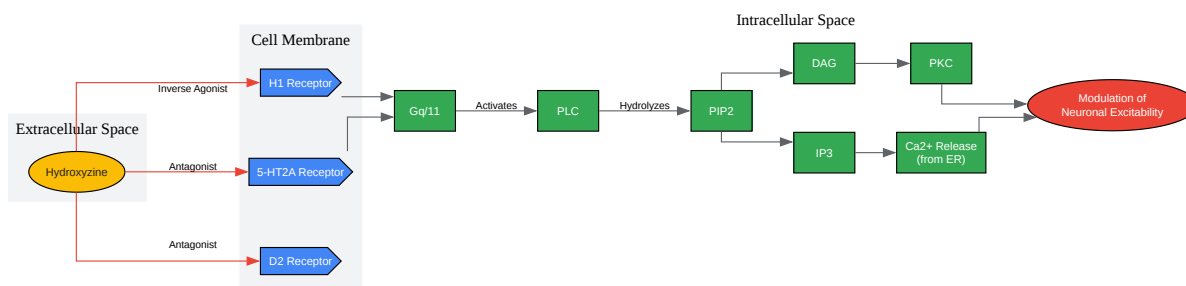 Intracellular Space
Cell Membrane
Extracellular Space
H1 Receptor
5-HT2A Receptor
D2 Receptor
Hydroxyzine
Inverse Agonist
Antagonist
Antagonist
Gq/11
Activates
PLC
Hydrolyzes
PIP2
DAG
PKC
IP3
Ca2+ Release
(from ER)
Modulation of
Neuronal Excitability